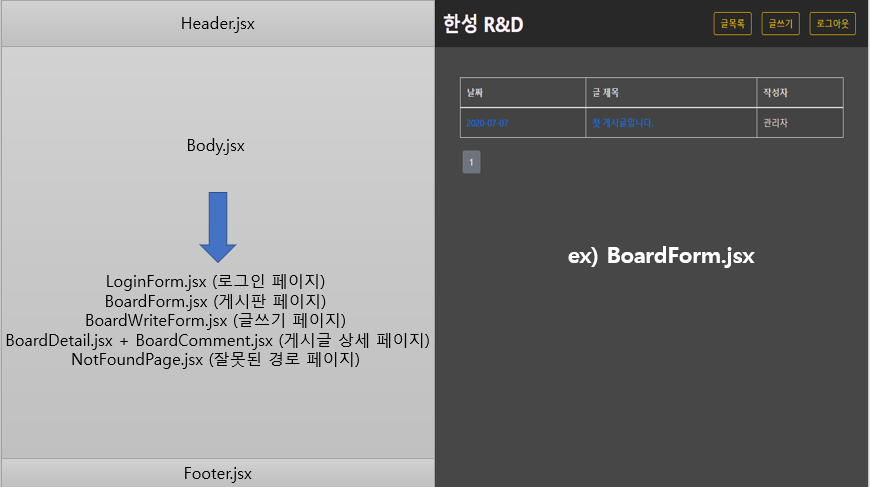 Header.jsx
Body.jsx
LoginForm.jsx (로그인 페이지)
BoardForm.jsx (게시판 페이지)
BoardWriteForm.jsx (글쓰기 페이지)
BoardDetail.jsx + BoardComment.jsx (게시글 상세 페이지)
NotFoundPage.jsx (잘못된 경로 페이지)
Footer.jsx
한성 R&D
글목록 글쓰기 로그아웃
날짜 글 제목 작성자
2020-07-07 첫 게시글입니다. 관리자
1
ex) BoardForm.jsx